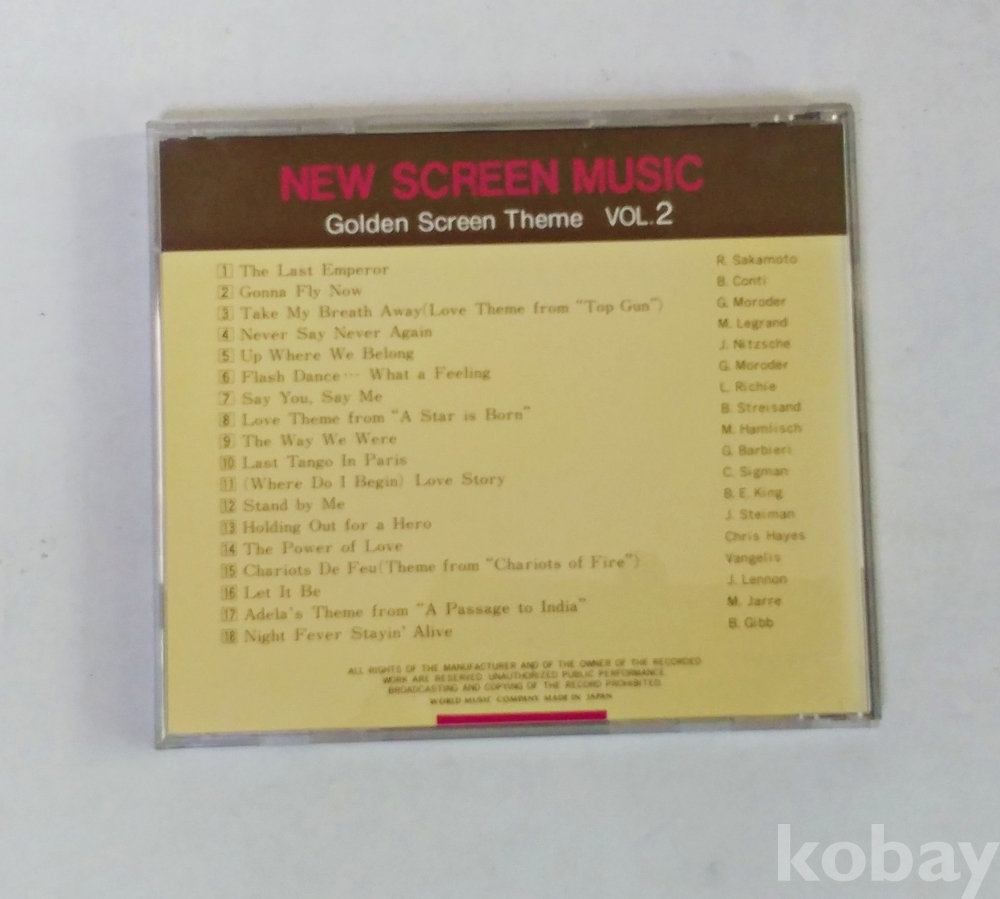 NEW SCREEN MUSIC
Golden Screen Theme VOL.2
1 The Last Emperor R. Sakamoto
2 Gonna Fly Now B. Conti
3 Take My Breath Away(Love Theme from "Top Gun") G. Moroder
4 Never Say Never Again M. Legrand
5 Up Where We Belong J. Nitzsche
6 Flash Dance… What a Feeling G. Moroder
7 Say You, Say Me L. Richie
8 Love Theme from "A Star is Born" B. Streisand
9 The Way We Were M. Hamlisch
10 Last Tango In Paris G. Barbieri
11 (Where Do I Begin) Love Story C. Sigman
12 Stand by Me B. E. King
13 Holding Out for a Hero J. Steiman
14 The Power of Love Chris Hayes
15 Chariots De Feu(Theme from "Chariots of Fire") Vangelis
16 Let It Be J. Lennon
17 Adela's Theme from "A Passage to India" M. Jarre
18 Night Fever Stayin' Alive B. Gibb
ALL RIGHTS OF THE MANUFACTURER AND OF THE OWNER OF THE RECORDED
WORK ARE RESERVED. UNAUTHORIZED PUBLIC PERFORMANCE.
BROADCASTING AND COPYING OF THE RECORD PROHIBITED.
WORLD MUSIC COMPANY MADE IN JAPAN
kobay